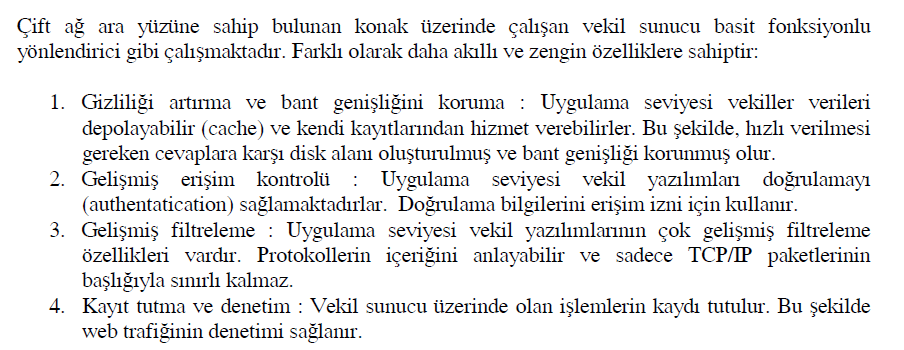 Çift ağ ara yüzüne sahip bulunan konak üzerinde çalışan vekil sunucu basit fonksiyonlu
yönlendirici gibi çalışmaktadır. Farklı olarak daha akıllı ve zengin özelliklere sahiptir:
1. Gizliliği artırma ve bant genişliğini koruma : Uygulama seviyesi vekiller verileri
depolayabilir (cache) ve kendi kayıtlarından hizmet verebilirler. Bu şekilde, hızlı verilmesi
gereken cevaplara karşı disk alanı oluşturulmuş ve bant genişliği korunmuş olur.
2. Gelişmiş erişim kontrolü : Uygulama seviyesi vekil yazılımları doğrulamayı
(authentatication) sağlamaktadırlar. Doğrulama bilgilerini erişim izni için kullanır.
3. Gelişmiş filtreleme : Uygulama seviyesi vekil yazılımlarının çok gelişmiş filtreleme
özellikleri vardır. Protokollerin içeriğini anlayabilir ve sadece TCP/IP paketlerinin
başlığıyla sınırlı kalmaz.
4. Kayıt tutma ve denetim : Vekil sunucu üzerinde olan işlemlerin kaydı tutulur. Bu şekilde
web trafiğinin denetimi sağlanır.